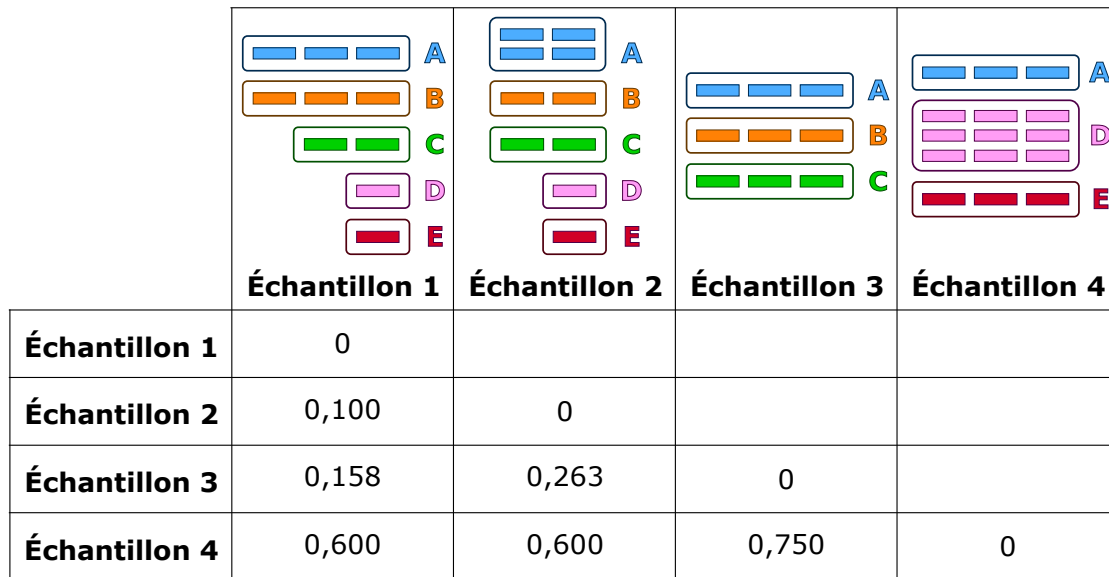 A
B
C
D
E
Échantillon 1
A
B
C
D
E
Échantillon 2
A
B
C
Échantillon 3
A
D
E
Échantillon 4
Échantillon 1 0
Échantillon 2 0,100 0
Échantillon 3 0,158 0,263 0
Échantillon 4 0,600 0,600 0,750 0